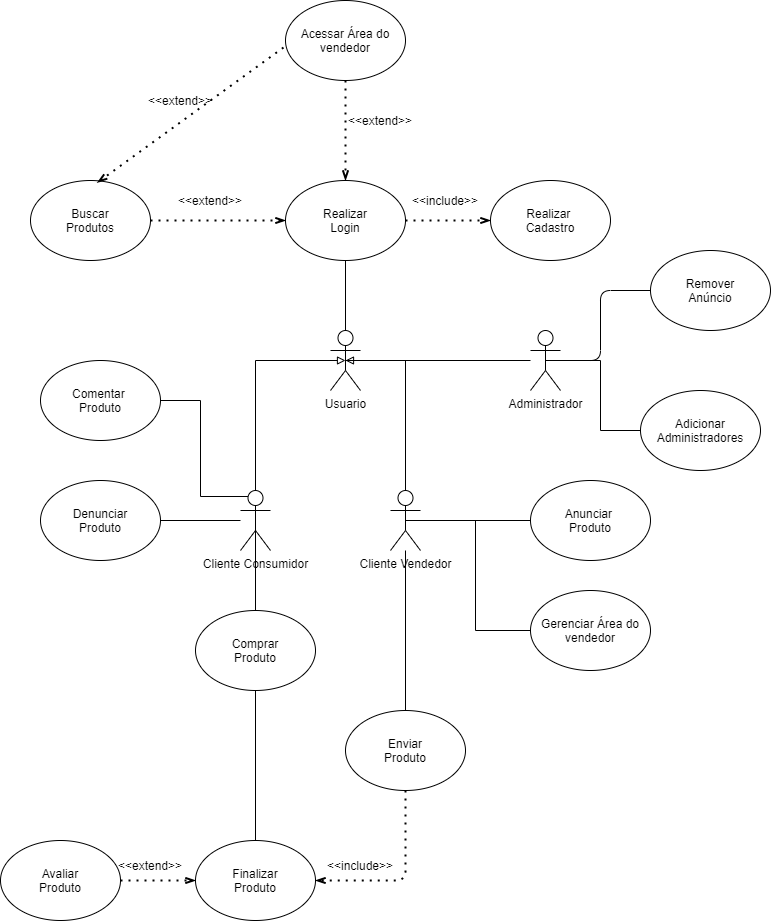 Acessar Área do
vendedor
<<extend>>
<<extend>>
Buscar
Produtos
<<extend>>
Realizar
Login
<<include>>
Realizar
Cadastro
Remover
Anúncio
Usuario
Administrador
Comentar
Produto
Adicionar
Administradores
Denunciar
Produto
Anunciar
Produto
Cliente Consumidor
Cliente Vendedor
Comprar
Produto
Gerenciar Área do
vendedor
Enviar
Produto
Avaliar
Produto
<<extend>>
Finalizar
Produto
<<include>>